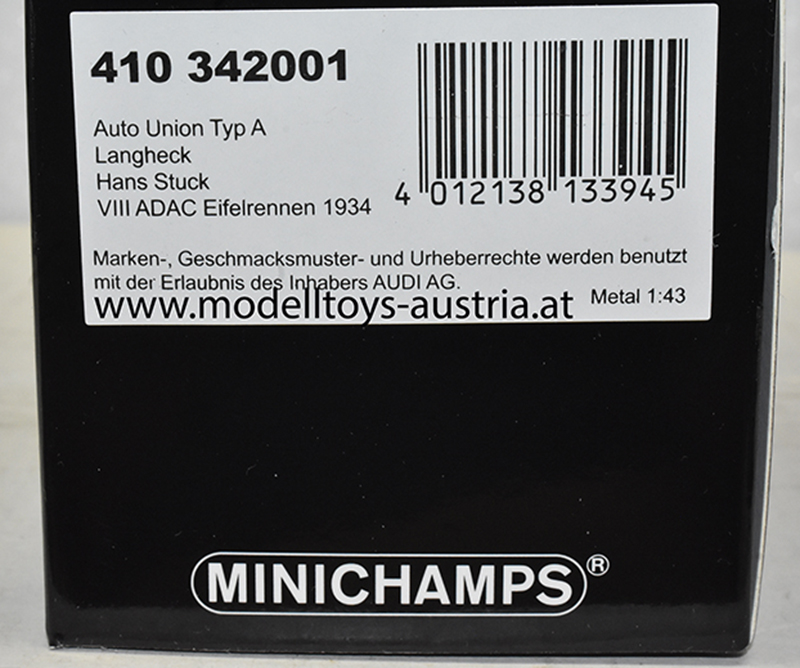 410 342001
Auto Union Typ A
Langheck
Hans Stuck
VIII ADAC Eifelrennen 1934
4 012138 133945
Marken-, Geschmacksmuster- und Urheberrechte werden benutzt
mit der Erlaubnis des Inhabers AUDI AG.
www.modelltoys-austria.at
Metal 1:43
MINICHAMPS®